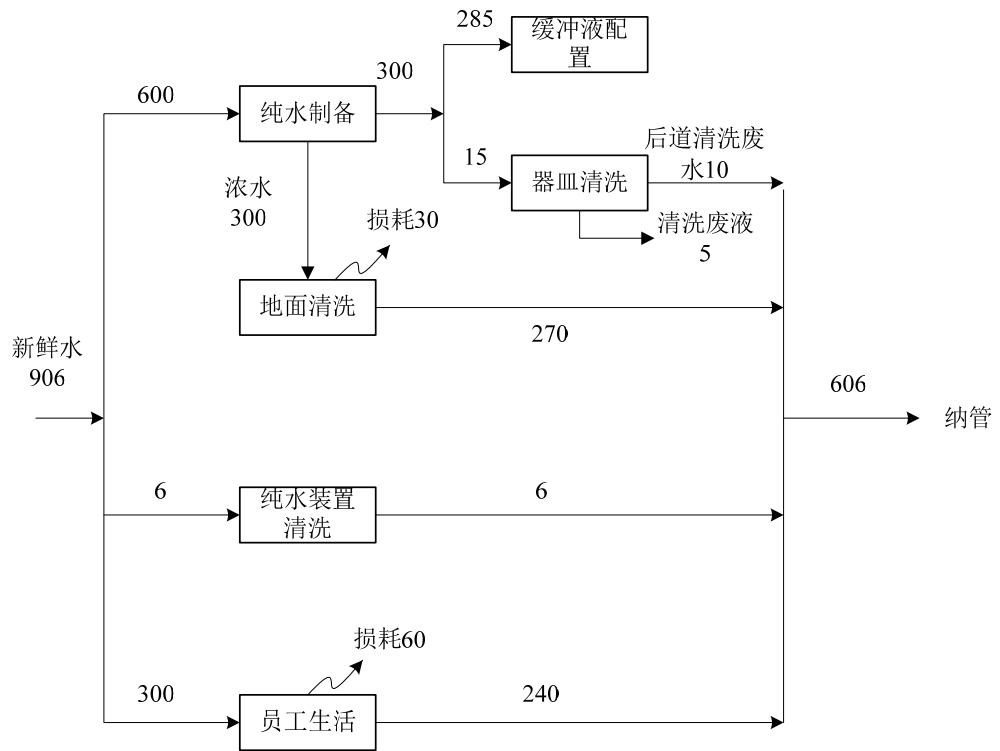 285
缓冲液配
置
600
纯水制备
300
15
器皿清洗
后道清洗废
水10
清洗废液
5
浓水
300
损耗30
地面清洗
270
新鲜水
906
606
纳管
6
纯水装置
清洗
6
损耗60
300
员工生活
240